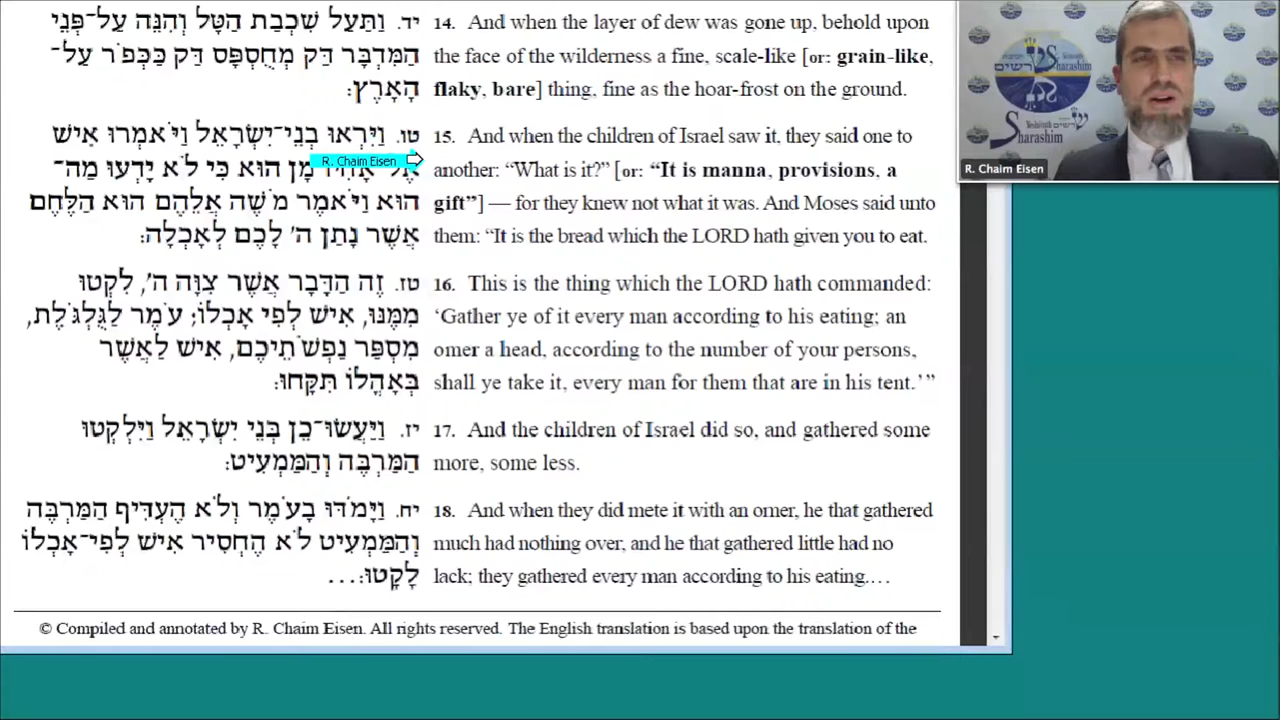 יד. וַתַּעַל שִׁכְבַת הַטָּל וְהִנֵּה עַל־פְּנֵי
הַמִּדְבָּר דַּק מְחֻסְפָּס דַּק כַּכְּפֹר עַל־
הָאָרֶץ:
14. And when the layer of dew was gone up, behold upon
the face of the wilderness a fine, scale-like [or: grain-like,
flaky, bare] thing, fine as the hoar-frost on the ground.
טו. וַיִּרְאוּ בְנֵי־יִשְׂרָאֵל וַיֹּאמְרוּ אִישׁ
מָן הוּא כִּי לֹא יָדְעוּ מַה־
הוּא וַיֹּאמֶר מֹשֶׁה אֲלֵהֶם הוּא הַלֶּחֶם
אֲשֶׁר נָתַן ה' לָכֶם לְאָכְלָה:
R. Chaim Eisen
15. And when the children of Israel saw it, they said one to
another: “What is it?” [or: “It is manna, provisions, a
gift”] — for they knew not what it was. And Moses said unto
them: “It is the bread which the LORD hath given you to eat.
טז. זֶה הַדָּבָר אֲשֶׁר צִוָּה ה', לִקְטוּ
מִמֶּנּוּ, אִישׁ לְפִי אָכְלוֹ; עֹמֶר לַגֻּלְגֹּלֶת,
מִסְפַּר נַפְשֹׁתֵיכֶם, אִישׁ לַאֲשֶׁר
בְּאָהֳלוֹ תִּקָּחוּ:
16. This is the thing which the LORD hath commanded:
‘Gather ye of it every man according to his eating; an
omer a head, according to the number of your persons,
shall ye take it, every man for them that are in his tent.’”
יז. וַיַּעֲשׂוּ־כֵן בְּנֵי יִשְׂרָאֵל וַיִּלְקְטוּ
הַמַּרְבֶּה וְהַמַּמְעִיט:
17. And the children of Israel did so, and gathered some
more, some less.
יח. וַיָּמֹדּוּ בָעֹמֶר וְלֹא הֶעְדִּיף הַמַּרְבֶּה
וְהַמַּמְעִיט לֹא הֶחְסִיר אִישׁ לְפִי־אָכְלוֹ
לָקָטוּ:...
18. And when they did mete it with an omer, he that gathered
much had nothing over, and he that gathered little had no
lack; they gathered every man according to his eating.…
© Compiled and annotated by R. Chaim Eisen. All rights reserved. The English translation is based upon the translation of the
Sharashim
R. Chaim Eisen